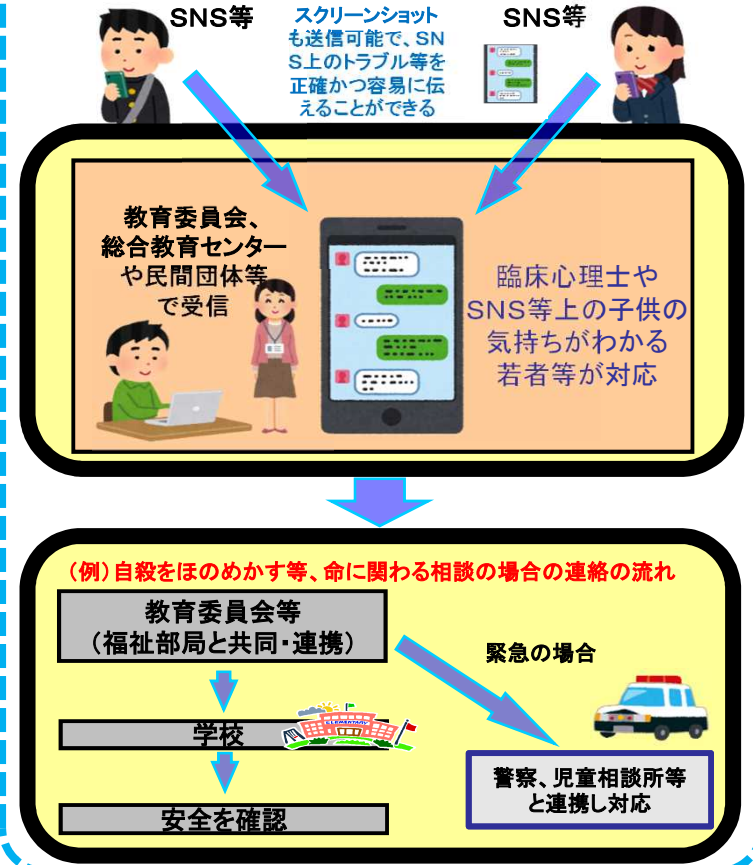 SNS等
スクリーンショット
も送信可能で、SN
S上のトラブル等を
正確かつ容易に伝
えることができる
SNS等
教育委員会、
総合教育センター
や民間団体等
で受信
臨床心理士や
SNS等上の子供の
気持ちがわかる
若者等が対応
（例）自殺をほのめかす等、命に関わる相談の場合の連絡の流れ
教育委員会等
（福祉部局と共同・連携）
緊急の場合
学校
ELEMENTARY
警察、児童相談所等
と連携し対応
安全を確認